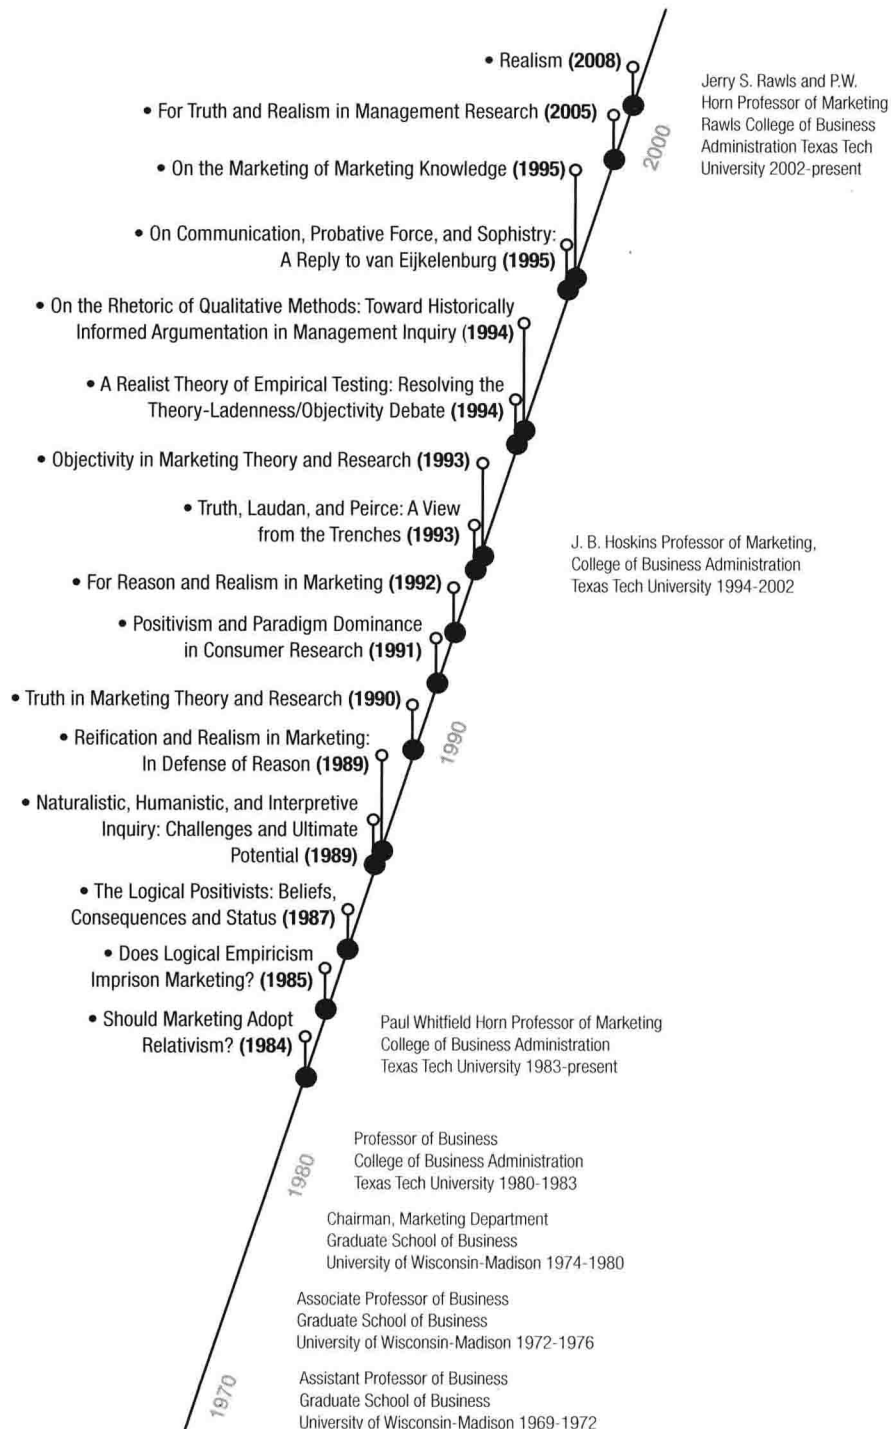 • Realism (2008)
• For Truth and Realism in Management Research (2005)
• On the Marketing of Marketing Knowledge (1995)
• On Communication, Probative Force, and Sophistry:
A Reply to van Eijkelenburg (1995)
• On the Rhetoric of Qualitative Methods: Toward Historically
Informed Argumentation in Management Inquiry (1994)
• A Realist Theory of Empirical Testing: Resolving the
Theory-Ladenness/Objectivity Debate (1994)
• Objectivity in Marketing Theory and Research (1993)
• Truth, Laudan, and Peirce: A View
from the Trenches (1993)
• For Reason and Realism in Marketing (1992)
• Positivism and Paradigm Dominance
in Consumer Research (1991)
• Truth in Marketing Theory and Research (1990)
• Reification and Realism in Marketing:
In Defense of Reason (1989)
• Naturalistic, Humanistic, and Interpretive
Inquiry: Challenges and Ultimate
Potential (1989)
• The Logical Positivists: Beliefs,
Consequences and Status (1987)
• Does Logical Empiricism
Imprison Marketing? (1985)
• Should Marketing Adopt
Relativism? (1984)
2000
1990
1980
1970
Jerry S. Rawls and P.W.
Horn Professor of Marketing
Rawls College of Business
Administration Texas Tech
University 2002-present
J. B. Hoskins Professor of Marketing,
College of Business Administration
Texas Tech University 1994-2002
Paul Whitfield Horn Professor of Marketing
College of Business Administration
Texas Tech University 1983-present
Professor of Business
College of Business Administration
Texas Tech University 1980-1983
Chairman, Marketing Department
Graduate School of Business
University of Wisconsin-Madison 1974-1980
Associate Professor of Business
Graduate School of Business
University of Wisconsin-Madison 1972-1976
Assistant Professor of Business
Graduate School of Business
University of Wisconsin-Madison 1969-1972